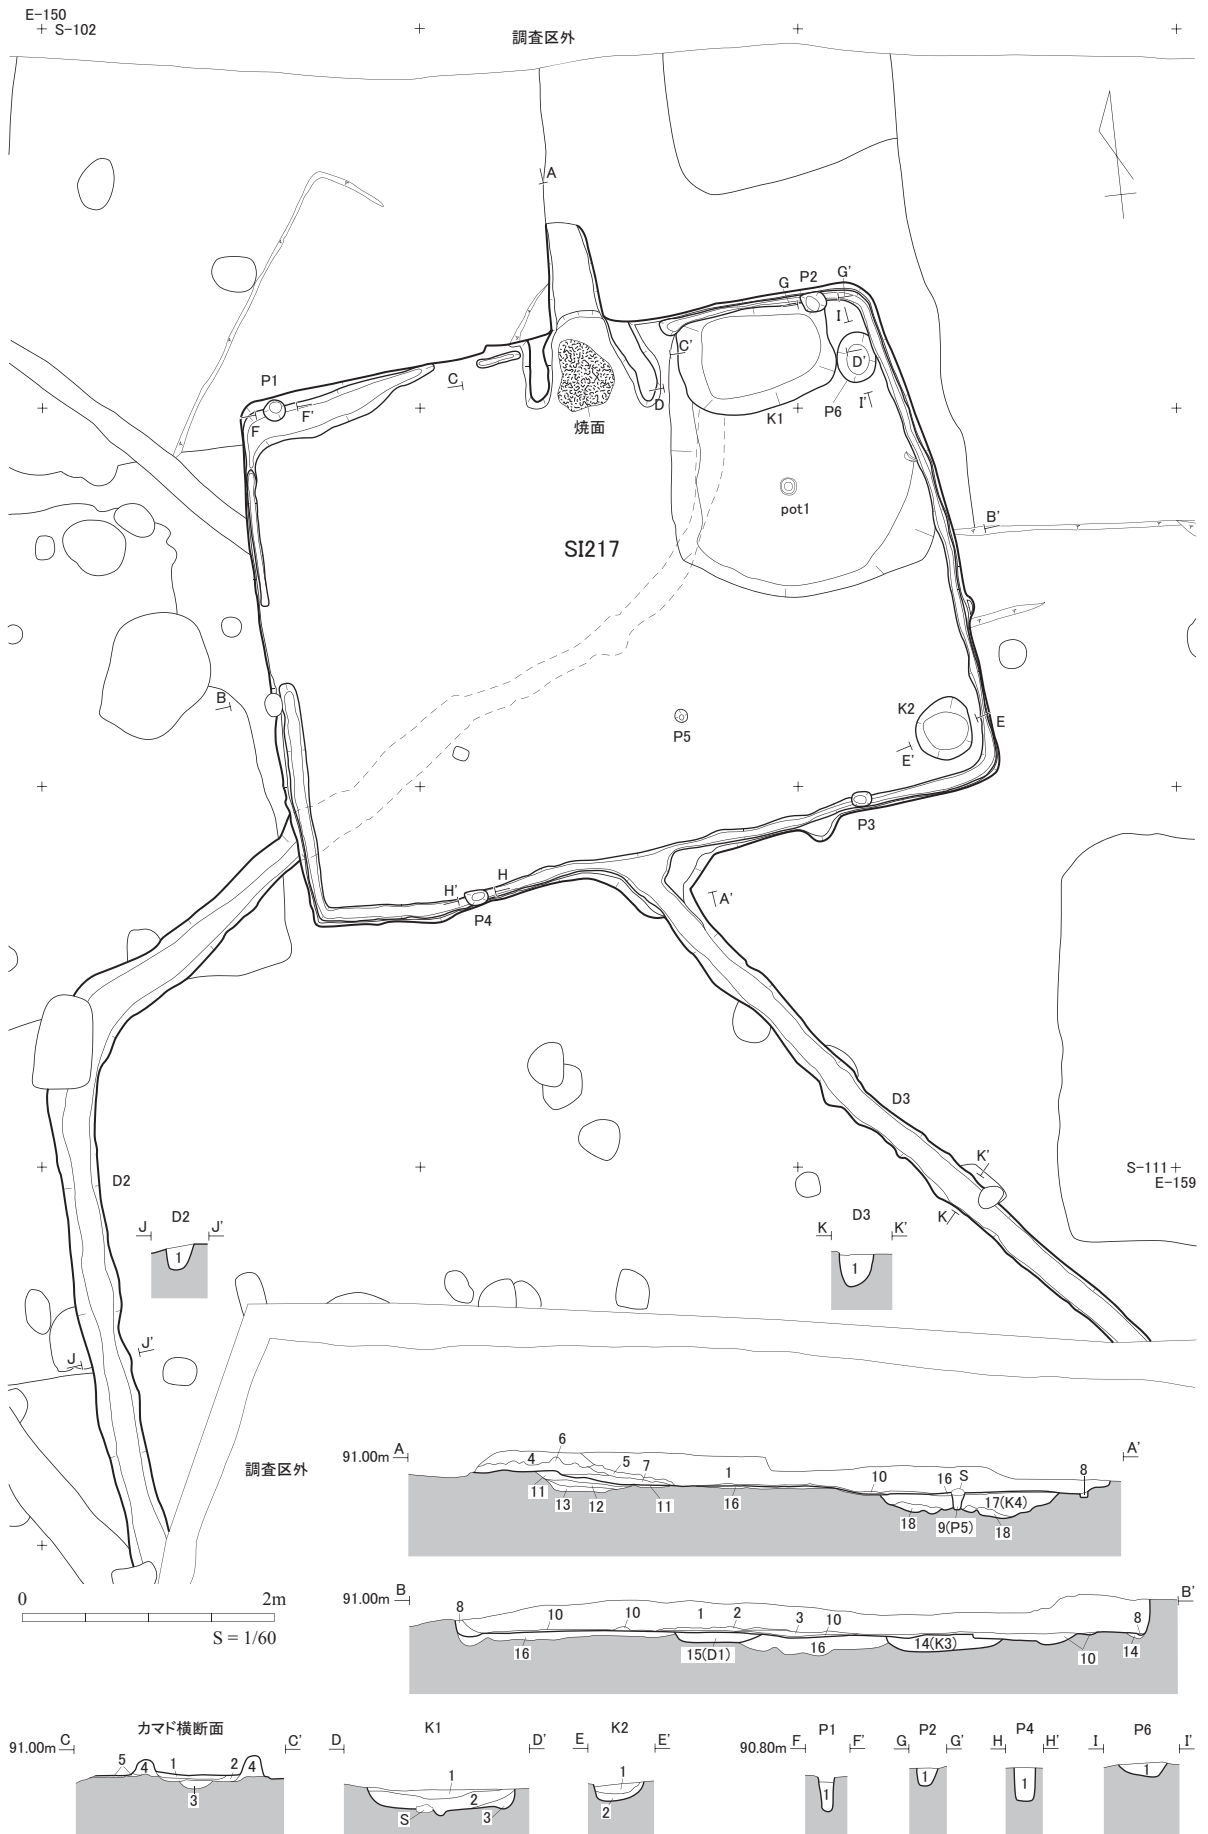 E-150
S-102
調査区外
A
G
P2
G'
I
C'
D'
P1
C
F
F'
D
I'
P6
K1
焼面
pot1
B'
SI217
B
K2
E
P5
E'
P3
H'
H
P4
A'
D3
K'
S-111
E-159
D2
K
J
D2
J'
1
K
D3
K'
1
J
J'
調査区外
91.00m
A
A'
6
4
5
7
1
10
16
S
8
11
13
12
11
16
18
9(P5)
17(K4)
18
0
2m
S = 1/60
91.00m
B
B'
8
10
10
1
2
3
10
8
16
15(D1)
16
14(K3)
10
14
カマド横断面
K1
K2
P1
P2
P4
P6
91.00m
C
C'
D
D'
E
E'
90.80m
F
F'
G
G'
H
H'
I
I'
5
4
1
2
4
3
1
2
S
3
1
2
1
1
1
1